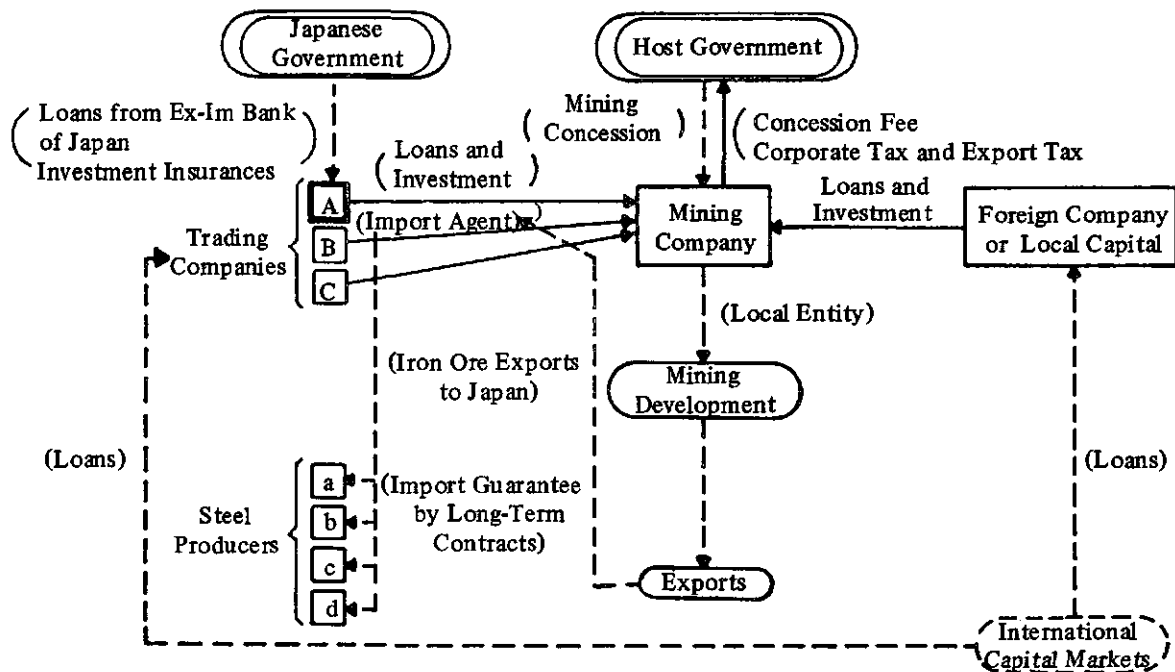 Japanese
Government
Host Government
(Loans from Ex-Im Bank
of Japan
Investment Insurances)
(Mining
Concession)
(Concession Fee
Corporate Tax and Export Tax)
(Loans and
Investment)
Loans and
Investment
A
B
C
Trading
Companies
(Import Agent)
Mining
Company
Foreign Company
or Local Capital
(Local Entity)
(Iron Ore Exports
to Japan)
Mining
Development
(Loans)
(Loans)
Steel
Producers
a
b
c
d
(Import Guarantee
by Long-Term
Contracts)
Exports
International
Capital Markets